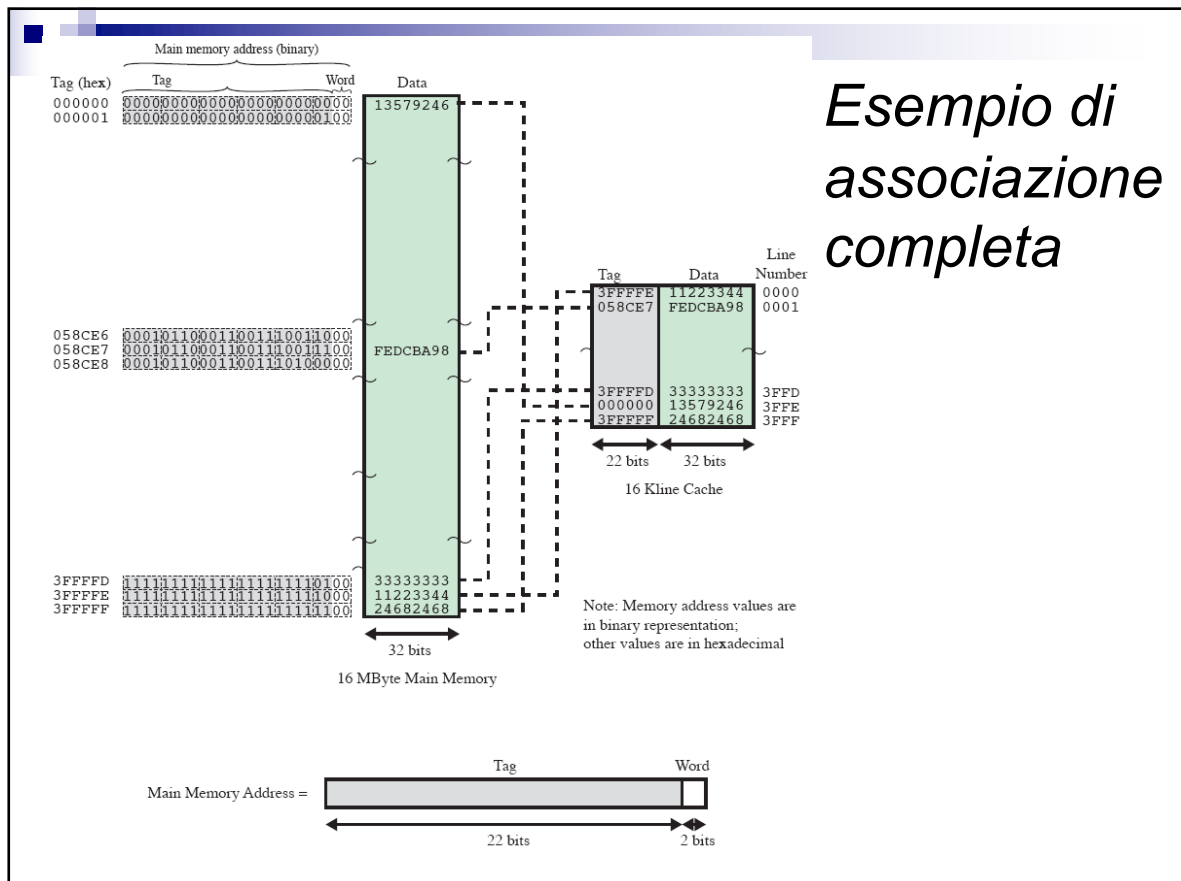 Esempio di
associazione
completa
Main memory address (binary)
Tag (hex) Tag Word Data
000000 000000000000000000000000 13579246
000001 000000000000000000000100
058CE6 000101100011001110011000
058CE7 000101100011001110011100 FEDCBA98
058CE8 000101100011001110100000
3FFFFD 111111111111111111110100 33333333
3FFFFE 111111111111111111111000 11223344
3FFFFF 111111111111111111111100 24682468
32 bits
16 MByte Main Memory
Line
Tag Data Number
3FFFFE 11223344 0000
058CE7 FEDCBA98 0001
3FFFFD 33333333 3FFD
000000 13579246 3FFE
3FFFFF 24682468 3FFF
22 bits 32 bits
16 Kline Cache
Note: Memory address values are
in binary representation;
other values are in hexadecimal
Tag Word
Main Memory Address =
22 bits 2 bits